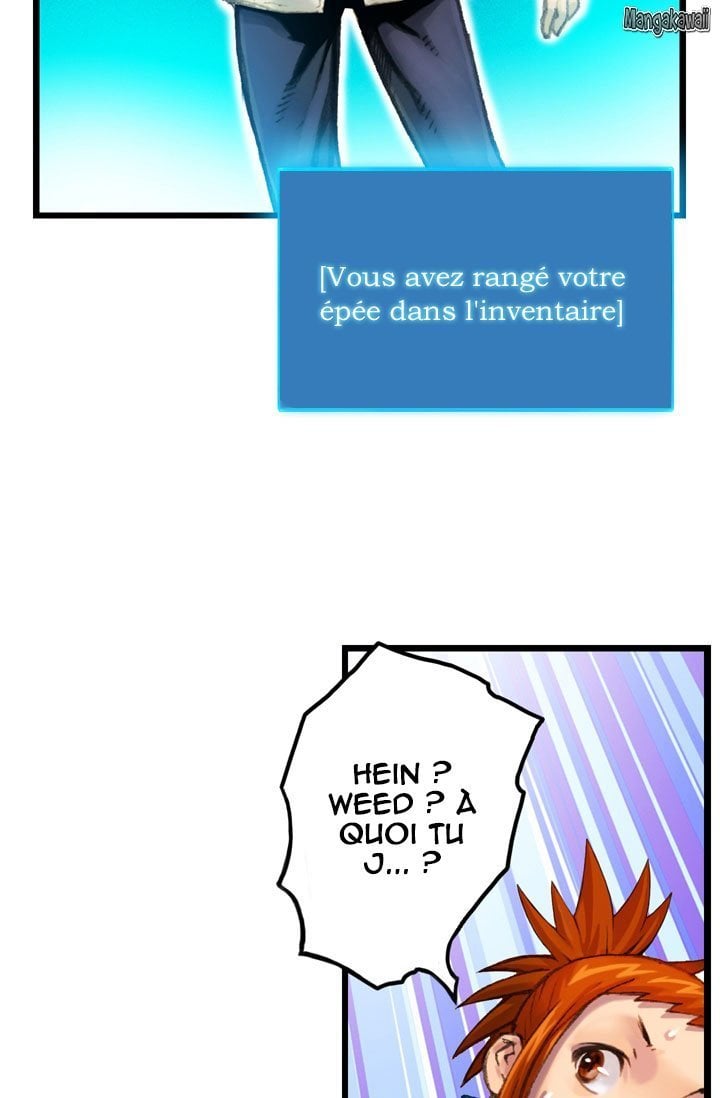 Mangakawaii
[Vous avez rangé votre
épée dans l'inventaire]
HEIN ?
WEED ? À
QUOI TU
J... ?